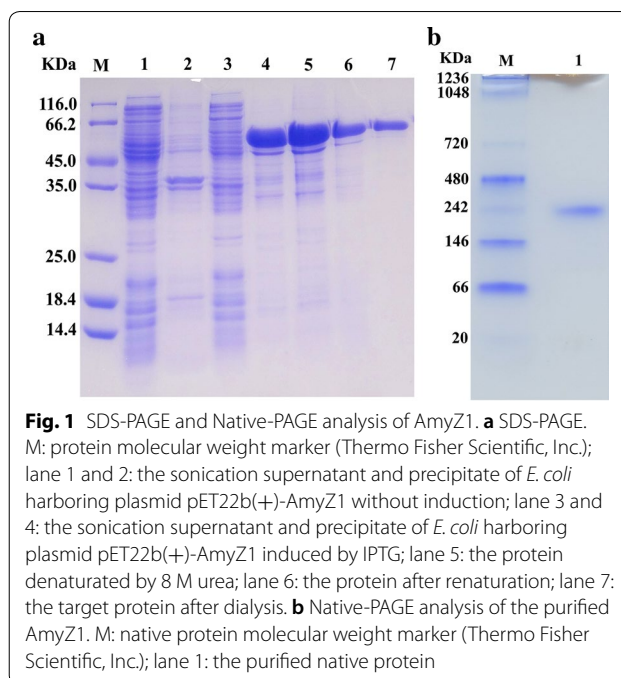 a
KDa M 1 2 3 4 5 6 7
116.0
66.2
45.0
35.0
25.0
18.4
14.4
b
KDa M 1
1236
1048
720
480
242
146
66
20
Fig. 1 SDS-PAGE and Native-PAGE analysis of AmyZ1. a SDS-PAGE.
M: protein molecular weight marker (Thermo Fisher Scientific, Inc.);
lane 1 and 2: the sonication supernatant and precipitate of E. coli
harboring plasmid pET22b(+)-AmyZ1 without induction; lane 3 and
4: the sonication supernatant and precipitate of E. coli harboring
plasmid pET22b(+)-AmyZ1 induced by IPTG; lane 5: the protein
denaturated by 8 M urea; lane 6: the protein after renaturation; lane 7:
the target protein after dialysis. b Native-PAGE analysis of the purified
AmyZ1. M: native protein molecular weight marker (Thermo Fisher
Scientific, Inc.); lane 1: the purified native protein